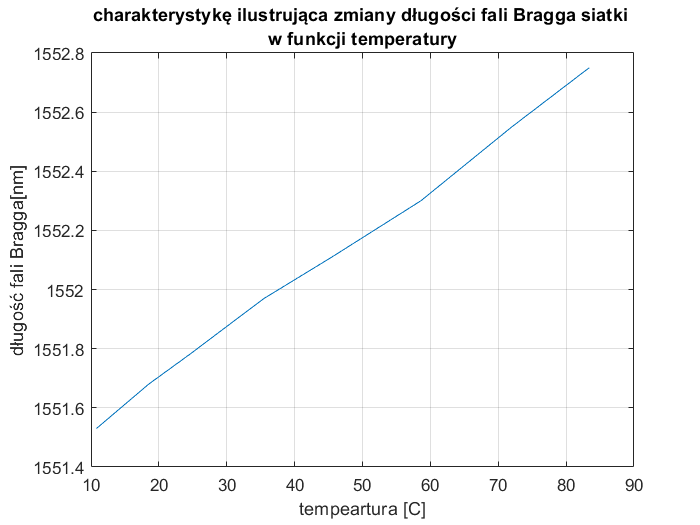 charakterystykę ilustrująca zmiany długości fali Bragga siatki
w funkcji temperatury
1552.8
1552.6
1552.4
1552.2
1552
1551.8
1551.6
1551.4
długość fali Bragga[nm]
10 20 30 40 50 60 70 80 90
tempeartura [C]